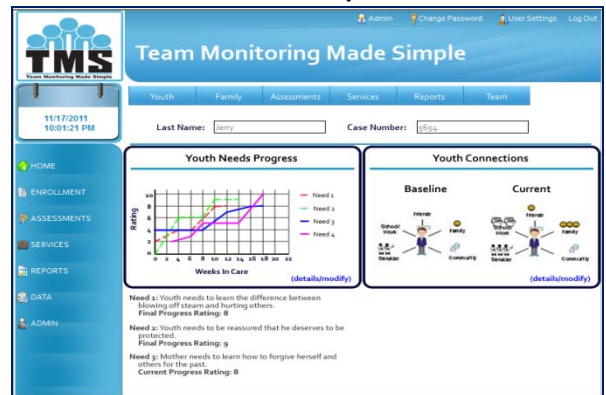 Admin Change Password User Settings Log Out
TMS
Team Monitoring Made Simple
Team Monitoring Made Simple
Youth Family Assessments Services Reports Team
11/17/2011
10:01:21 PM
Last Name: Jerry Case Number: 5654
HOME
ENROLLMENT
ASSESSMENTS
SERVICES
REPORTS
DATA
ADMIN
Youth Needs Progress
Rating
10
8
6
4
2
0 2 4 6 8 10 12 14 16 18 20 22
Weeks In Care
Need 1
Need 2
Need 3
Need 4
(details/modify)
Youth Connections
Baseline Current
Friends
School/
Work
Family
Services
Community
Friends
School/
Work
Family
Services
Community
(details/modify)
Need 1: Youth needs to learn the difference between
blowing off steam and hurting others.
Final Progress Rating: 8
Need 2: Youth needs to be reassured that he deserves to be
protected.
Final Progress Rating: 9
Need 3: Mother needs to learn how to forgive herself and
others for the past.
Current Progress Rating: 8